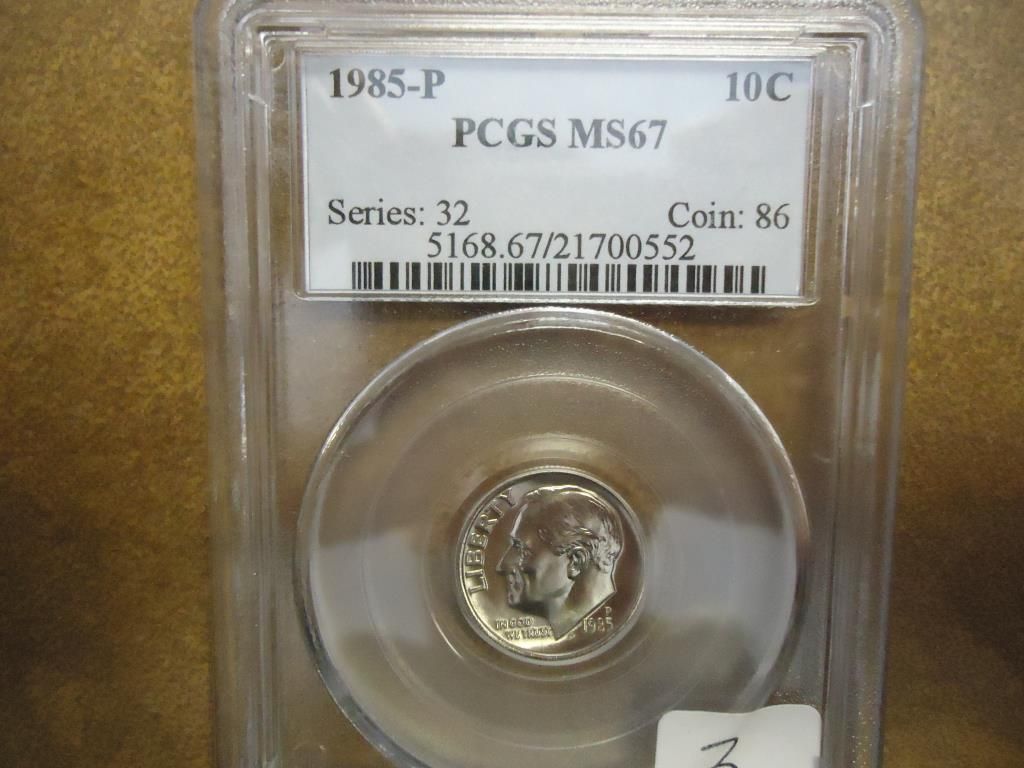 1985-P 10C
PCGS MS67
Series: 32 Coin: 86
5168.67/21700552
LIBERTY
IN GOD
WE TRUST
P
1985
3